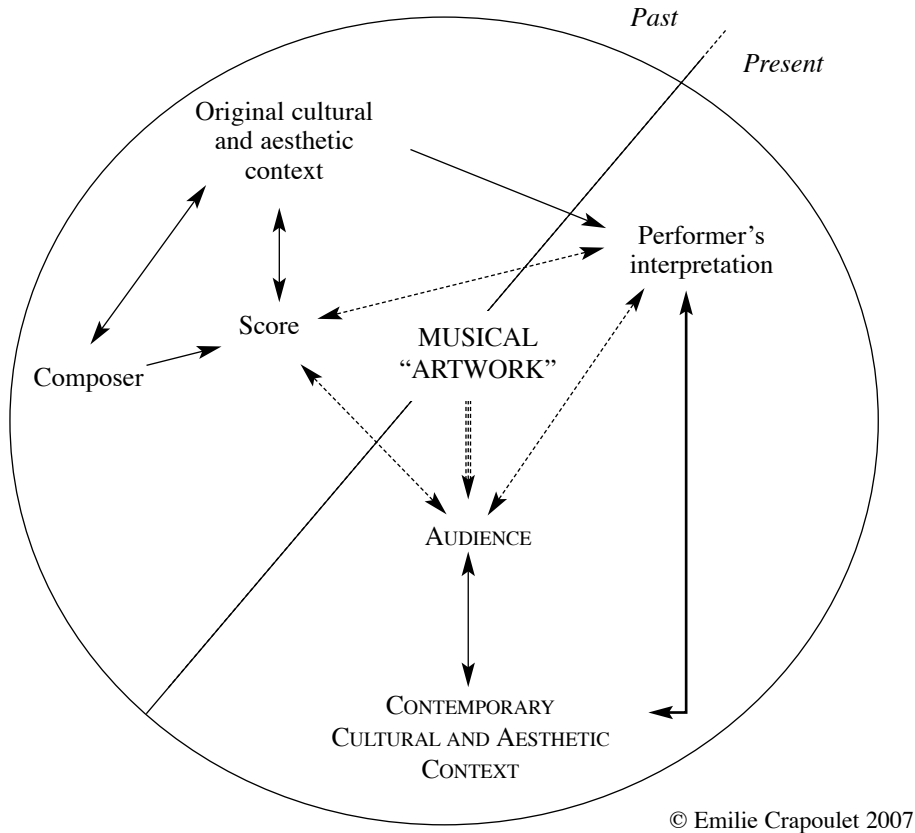 Past
Present
Original cultural
and aesthetic
context
Performer’s
interpretation
Score
MUSICAL
“ARTWORK”
Composer
AUDIENCE
CONTEMPORARY
CULTURAL AND AESTHETIC
CONTEXT
© Emilie Crapoulet 2007